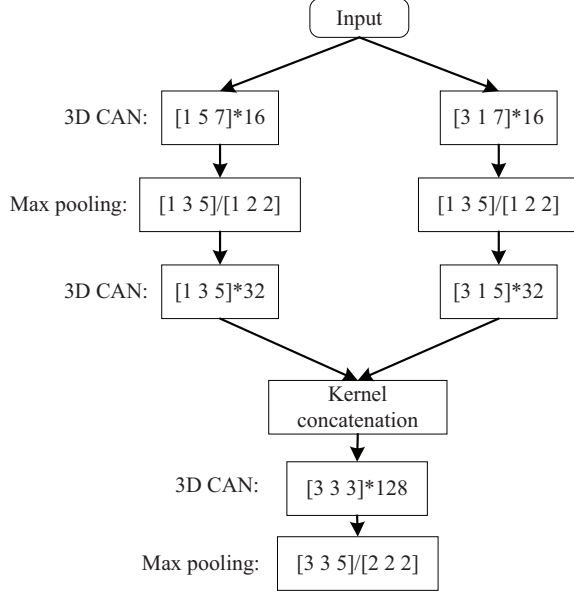 Input
3D CAN: [1 5 7]*16 [3 1 7]*16
Max pooling: [1 3 5]/[1 2 2] [1 3 5]/[1 2 2]
3D CAN: [1 3 5]*32 [3 1 5]*32
Kernel
concatenation
3D CAN: [3 3 3]*128
Max pooling: [3 3 5]/[2 2 2]